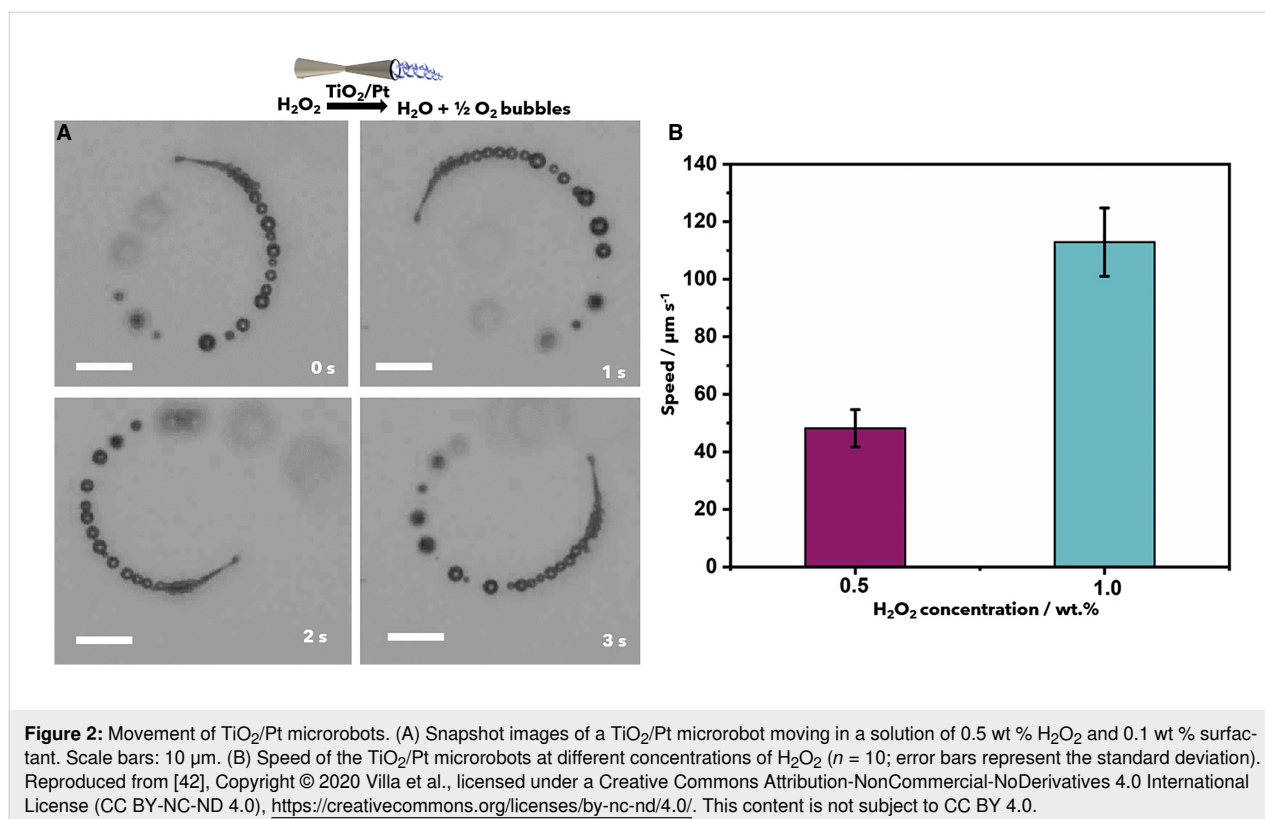 TiO₂/Pt
H₂O₂ H₂O + ½ O₂ bubbles
A
0 s
1 s
2 s
3 s
B
140
120
100
80
60
40
20
0
Speed / µm s⁻¹
0.5 1.0
H₂O₂ concentration / wt.%
Figure 2: Movement of TiO₂/Pt microrobots. (A) Snapshot images of a TiO₂/Pt microrobot moving in a solution of 0.5 wt % H₂O₂ and 0.1 wt % surfac-
tant. Scale bars: 10 µm. (B) Speed of the TiO₂/Pt microrobots at different concentrations of H₂O₂ (n = 10; error bars represent the standard deviation).
Reproduced from [42], Copyright © 2020 Villa et al., licensed under a Creative Commons Attribution-NonCommercial-NoDerivatives 4.0 International
License (CC BY-NC-ND 4.0), https://creativecommons.org/licenses/by-nc-nd/4.0/. This content is not subject to CC BY 4.0.